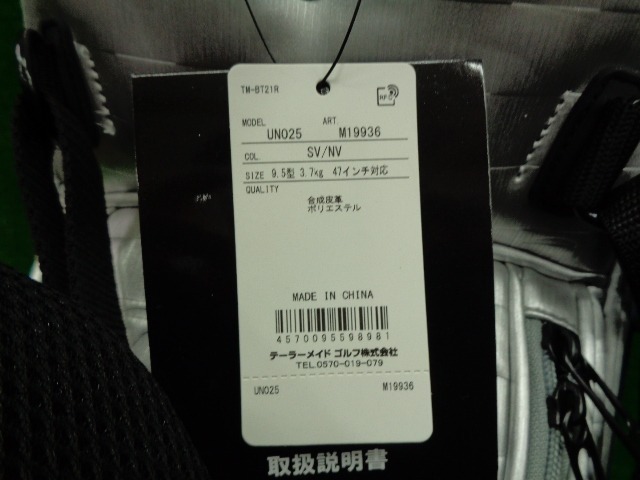 TM-BT21R
RFID
MODEL UN025 ART. M19936
COL. SV/NV
SIZE 9.5型 3.7kg 47インチ対応
QUALITY
合成皮革
ポリエステル
MADE IN CHINA
4570095598981
テーラーメイド ゴルフ株式会社
TEL.0570-019-079
UN025 M19936
取扱説明書